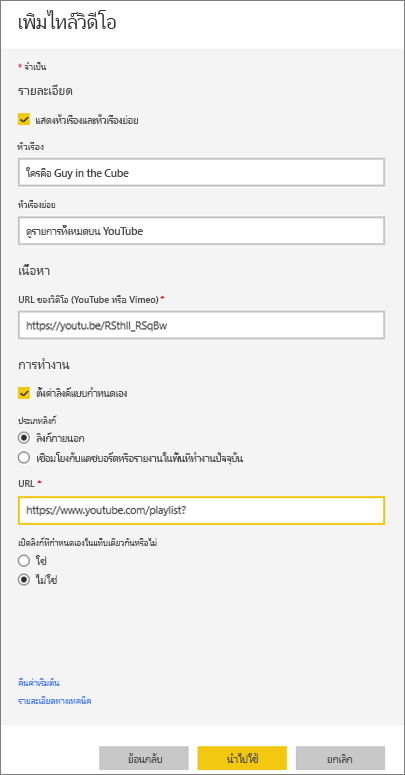 เพิ่มไทล์วิดีโอ
* จำเป็น
รายละเอียด
แสดงหัวเรื่องและหัวเรื่องย่อย
หัวเรื่อง
ใครคือ Guy in the Cube
หัวเรื่องย่อย
ดูรายการทั้งหมดบน YouTube
เนื้อหา
URL ของวิดีโอ (YouTube หรือ Vimeo) *
https://youtu.be/RSthIl_RSqBw
การทำงาน
ตั้งค่าลิงค์แบบกำหนดเอง
ประเภทลิงก์
ลิงก์ภายนอก
เชื่อมโยงกับแดชบอร์ดหรือรายงานในพื้นที่ทำงานปัจจุบัน
URL *
https://www.youtube.com/playlist?
เปิดลิงก์ที่กำหนดเองในแท็บเดียวกันหรือไม่
ใช่
ไม่ใช่
คืนค่าเริ่มต้น
รายละเอียดทางเทคนิค
ย้อนกลับ
นำไปใช้
ยกเลิก